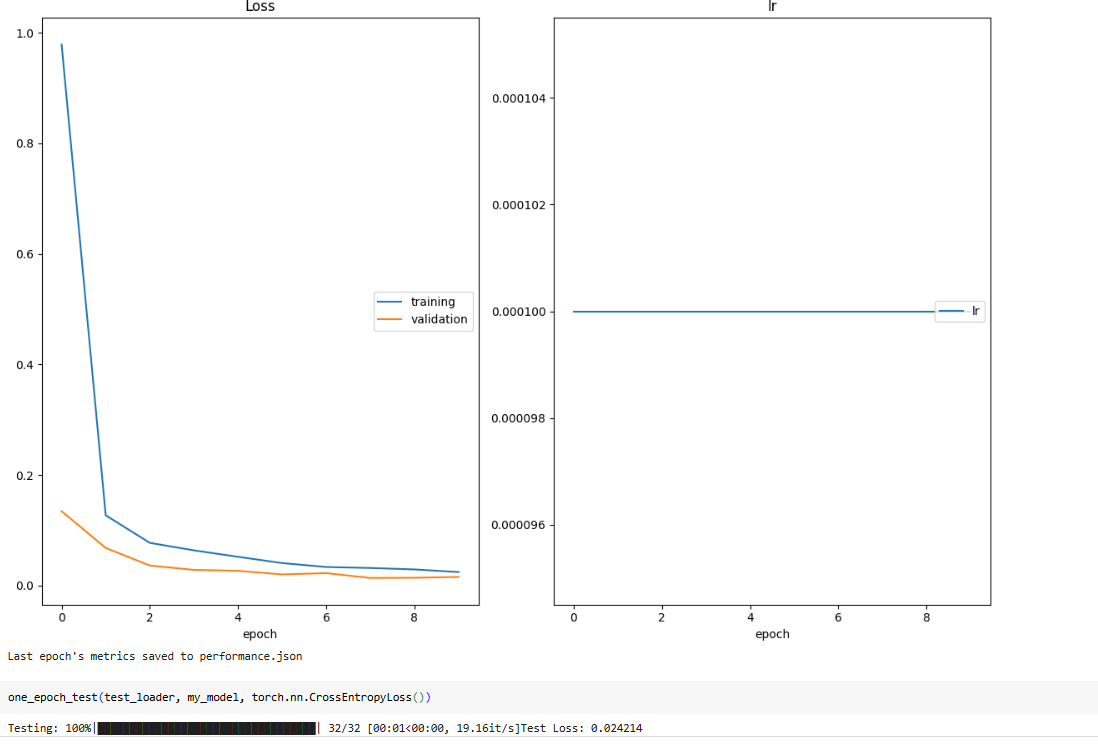 Loss
1.0
0.8
0.6
0.4
0.2
0.0
0 2 4 6 8
epoch
training
validation
lr
0.000104
0.000102
0.000100
0.000098
0.000096
0 2 4 6 8
epoch
lr
Last epoch's metrics saved to performance.json
one_epoch_test(test_loader, my_model, torch.nn.CrossEntropyLoss())
Testing: 100%|██████████| 32/32 [00:01<00:00, 19.16it/s]Test Loss: 0.024214